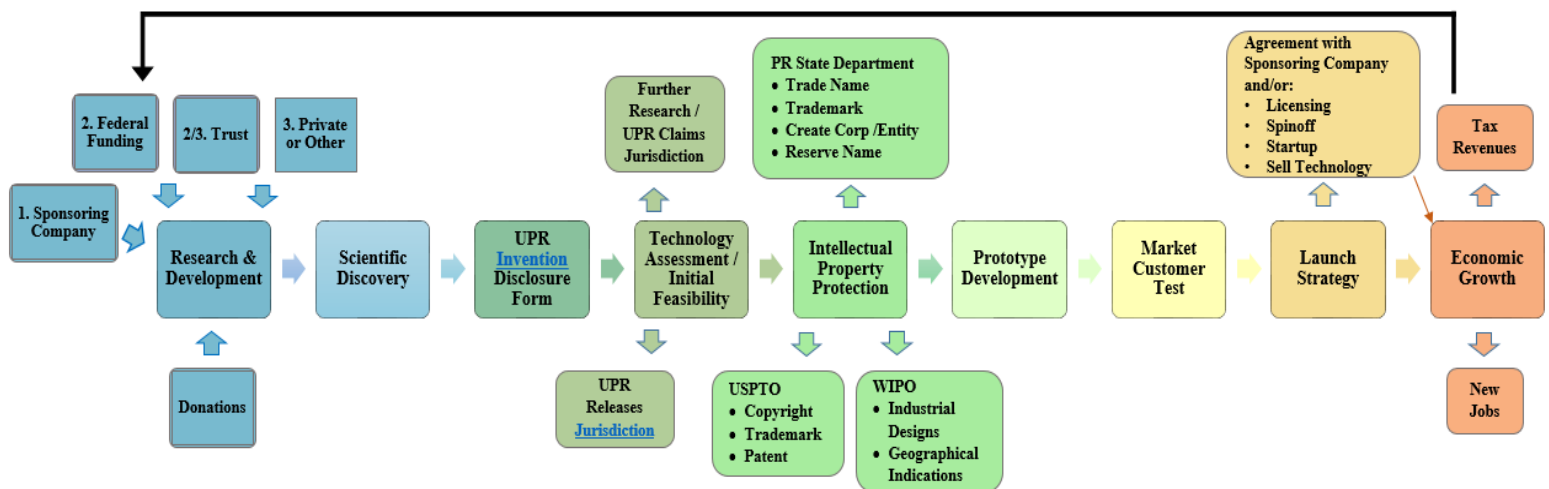 2. Federal
Funding
2/3. Trust
3. Private
or Other
1. Sponsoring
Company
Research &
Development
Donations
Scientific
Discovery
UPR
Invention
Disclosure
Form
Further
Research /
UPR Claims
Jurisdiction
Technology
Assessment /
Initial
Feasibility
UPR
Releases
Jurisdiction
PR State Department
• Trade Name
• Trademark
• Create Corp /Entity
• Reserve Name
Intellectual
Property
Protection
USPTO
• Copyright
• Trademark
• Patent
WIPO
• Industrial
Designs
• Geographical
Indications
Prototype
Development
Market
Customer
Test
Agreement with
Sponsoring Company
and/or:
• Licensing
• Spinoff
• Startup
• Sell Technology
Launch
Strategy
Tax
Revenues
Economic
Growth
New
Jobs